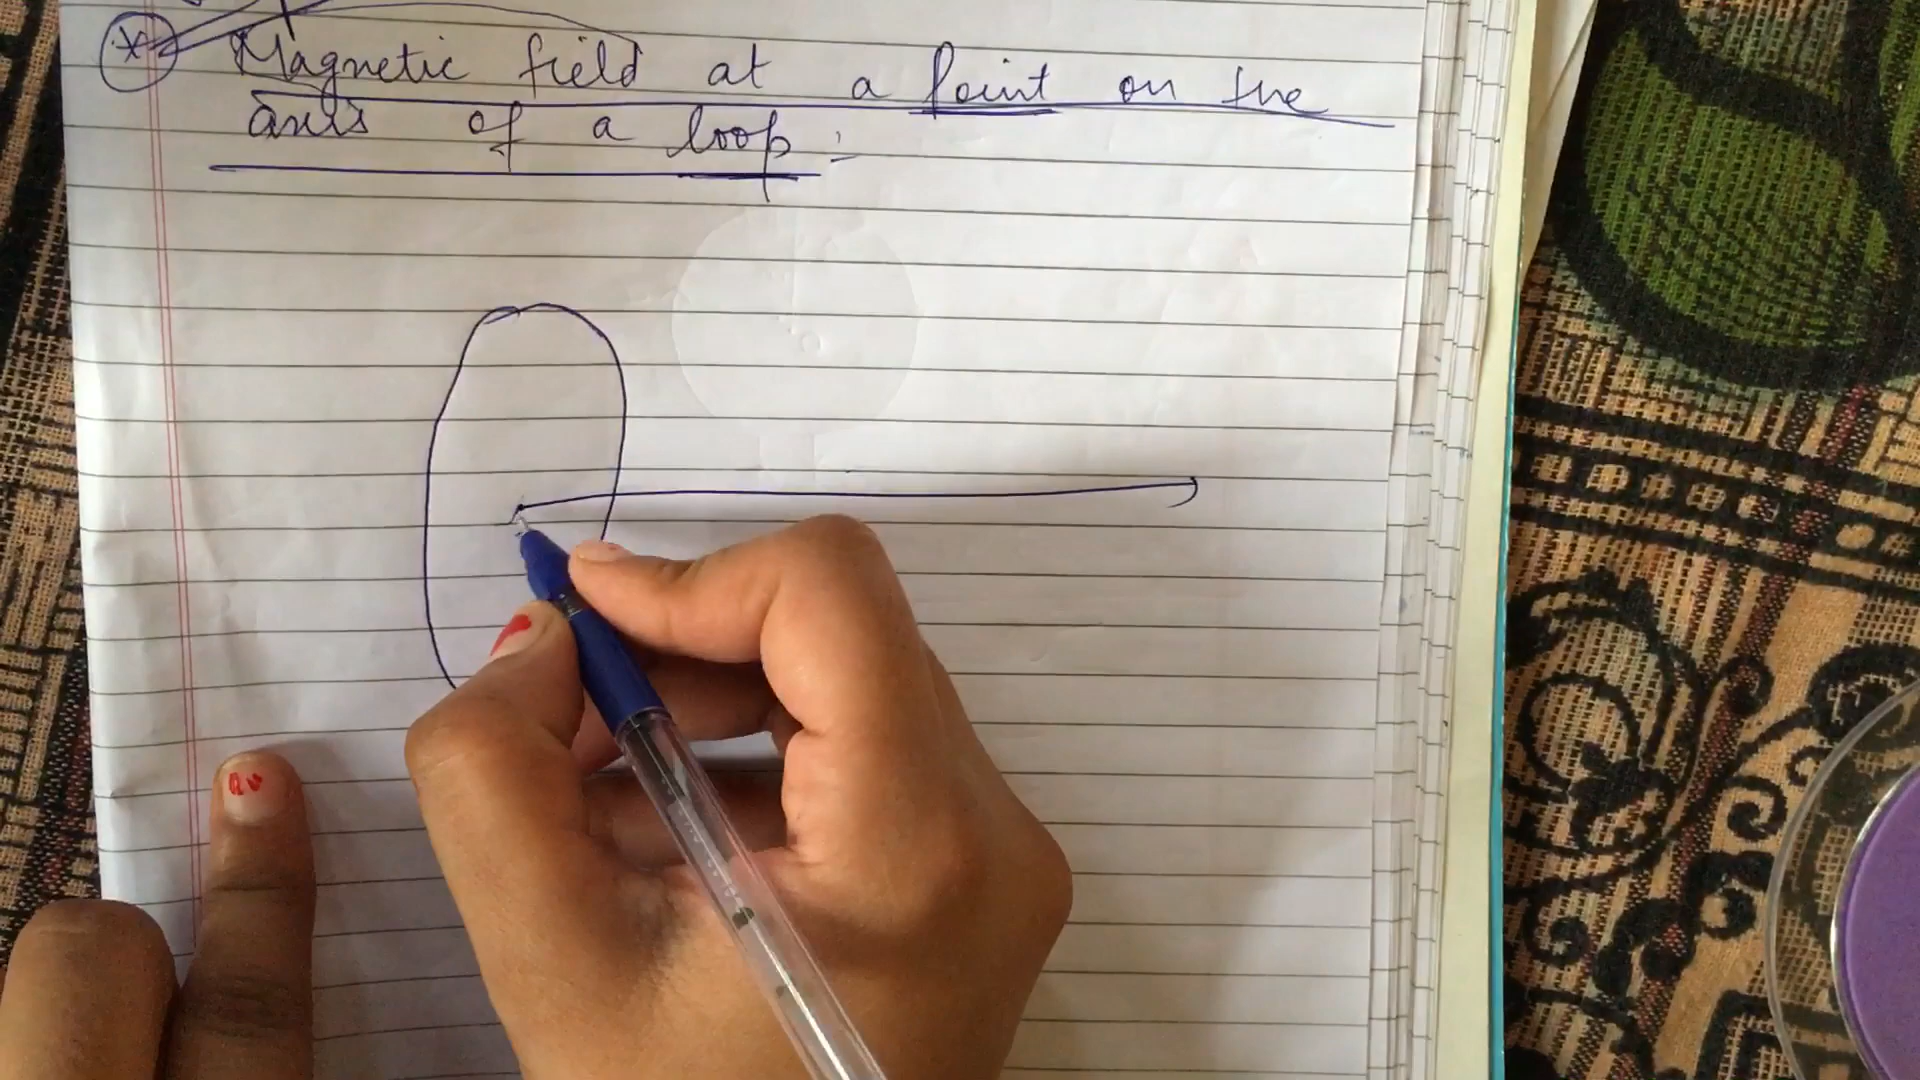 Magnetic field at a point on the
axis of a loop :-